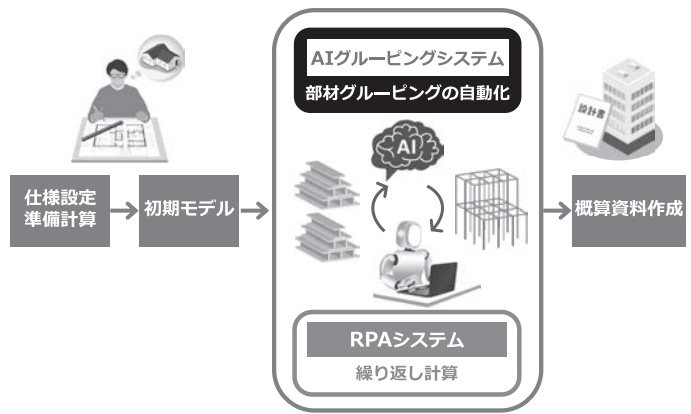 仕様設定
準備計算
初期モデル
AIグルーピングシステム
部材グルーピングの自動化
AI
RPAシステム
繰り返し計算
設計書
概算資料作成